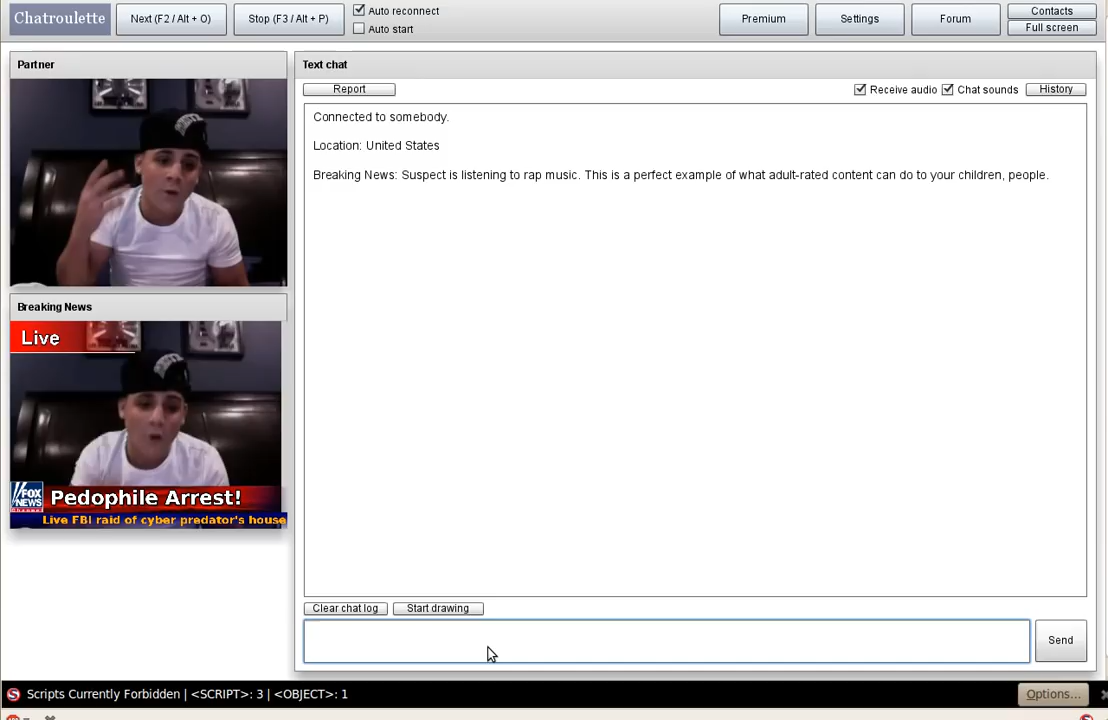 Chatroulette
Next (F2 / Alt + O)
Stop (F3 / Alt + P)
Auto reconnect
Auto start
Premium
Settings
Forum
Contacts
Full screen
Partner
Text chat
Report
Receive audio
Chat sounds
History
Connected to somebody.
Location: United States
Breaking News: Suspect is listening to rap music. This is a perfect example of what adult-rated content can do to your children, people.
Breaking News
Live
FOX
NEWS
Channel
Pedophile Arrest!
Live FBI raid of cyber predator's house
Clear chat log
Start drawing
Send
Scripts Currently Forbidden | <SCRIPT>: 3 | <OBJECT>: 1
Options...